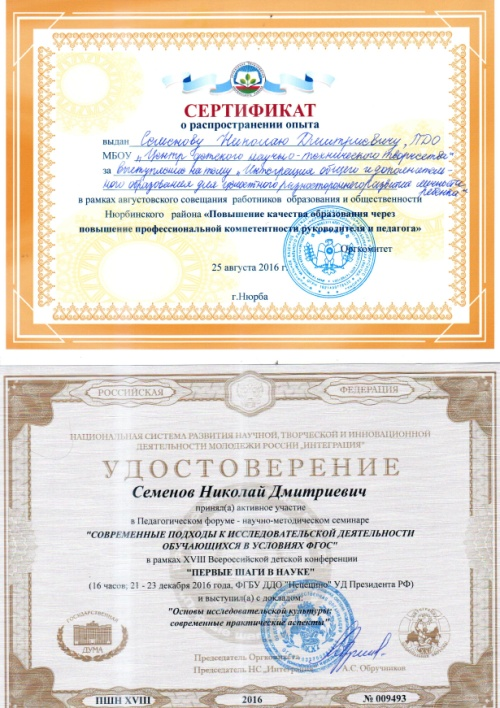 СЕРТИФИКАТ
о распространении опыта
выдан Семенову Николаю Дмитриевичу, ПДО
МБОУ „Центр детского научно-технического творчества"
за выступление на тему „Интеграция общего и дополнитель
ного образования для целостного разностороннего развития личности
ребенка"
в рамках августовского совещания работников образования и общественности
Нюрбинского района «Повышение качества образования через
повышение профессиональной компетентности руководителя и педагога»
Оргкомитет
25 августа 2016 г.
г.Нюрба
РОССИЙСКАЯ ФЕДЕРАЦИЯ
НАЦИОНАЛЬНАЯ СИСТЕМА РАЗВИТИЯ НАУЧНОЙ, ТВОРЧЕСКОЙ И ИННОВАЦИОННОЙ
ДЕЯТЕЛЬНОСТИ МОЛОДЕЖИ РОССИИ "ИНТЕГРАЦИЯ"
УДОСТОВЕРЕНИЕ
Семенов Николай Дмитриевич
принял(а) активное участие
в Педагогическом форуме - научно-методическом семинаре
"СОВРЕМЕННЫЕ ПОДХОДЫ К ИССЛЕДОВАТЕЛЬСКОЙ ДЕЯТЕЛЬНОСТИ
ОБУЧАЮЩИХСЯ В УСЛОВИЯХ ФГОС"
в рамках XVIII Всероссийской детской конференции
"ПЕРВЫЕ ШАГИ В НАУКЕ"
(16 часов, 21 - 23 декабря 2016 года, ФГБУ ДДО "Непецино" УД Президента РФ)
и выступил(а) с докладом:
"Основы исследовательской культуры:
современные практические аспекты"
ГОСУДАРСТВЕННАЯ
ДУМА
Председатель Оргкомитета
Председатель НС "Интеграция" А.С. Обручников
ПШН XVIII 2016 № 009493